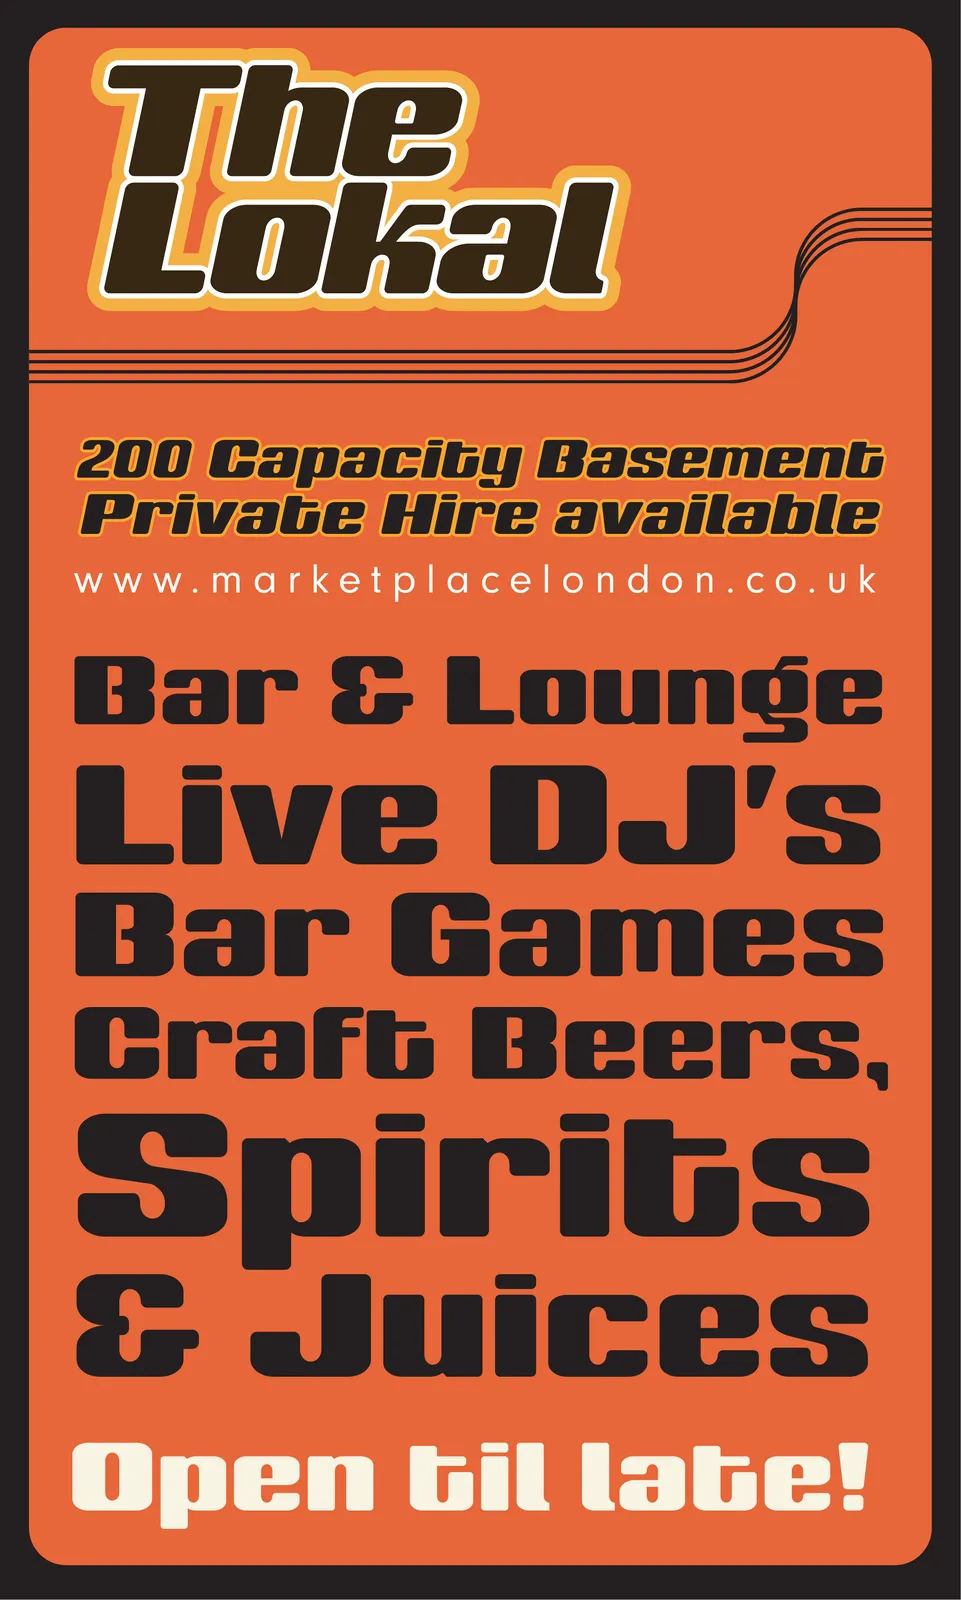 The
Lokal
200 Capacity Basement
Private Hire available
www.marketplacelondon.co.uk
Bar & Lounge
Live DJ's
Bar Games
Craft Beers,
Spirits
& Juices
Open til late!